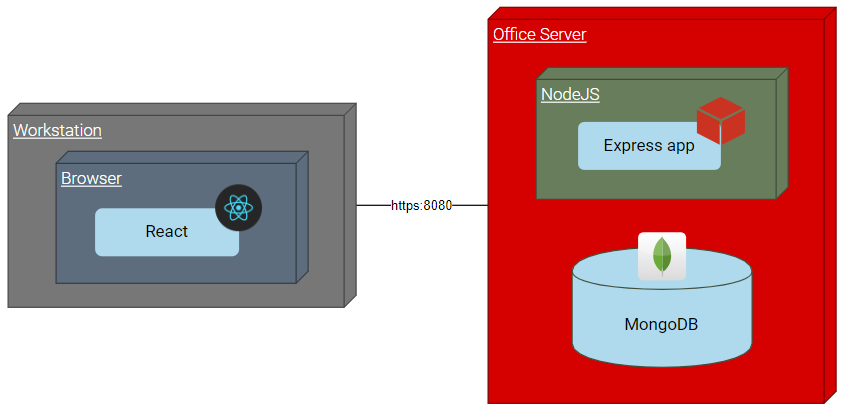 Office Server
NodeJS
Express app
Workstation
Browser
React
https:8080
MongoDB